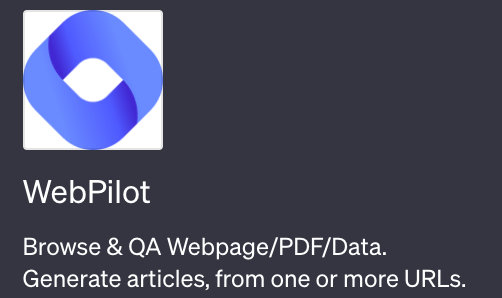 WebPilot
Browse & QA Webpage/PDF/Data.
Generate articles, from one or more URLs.